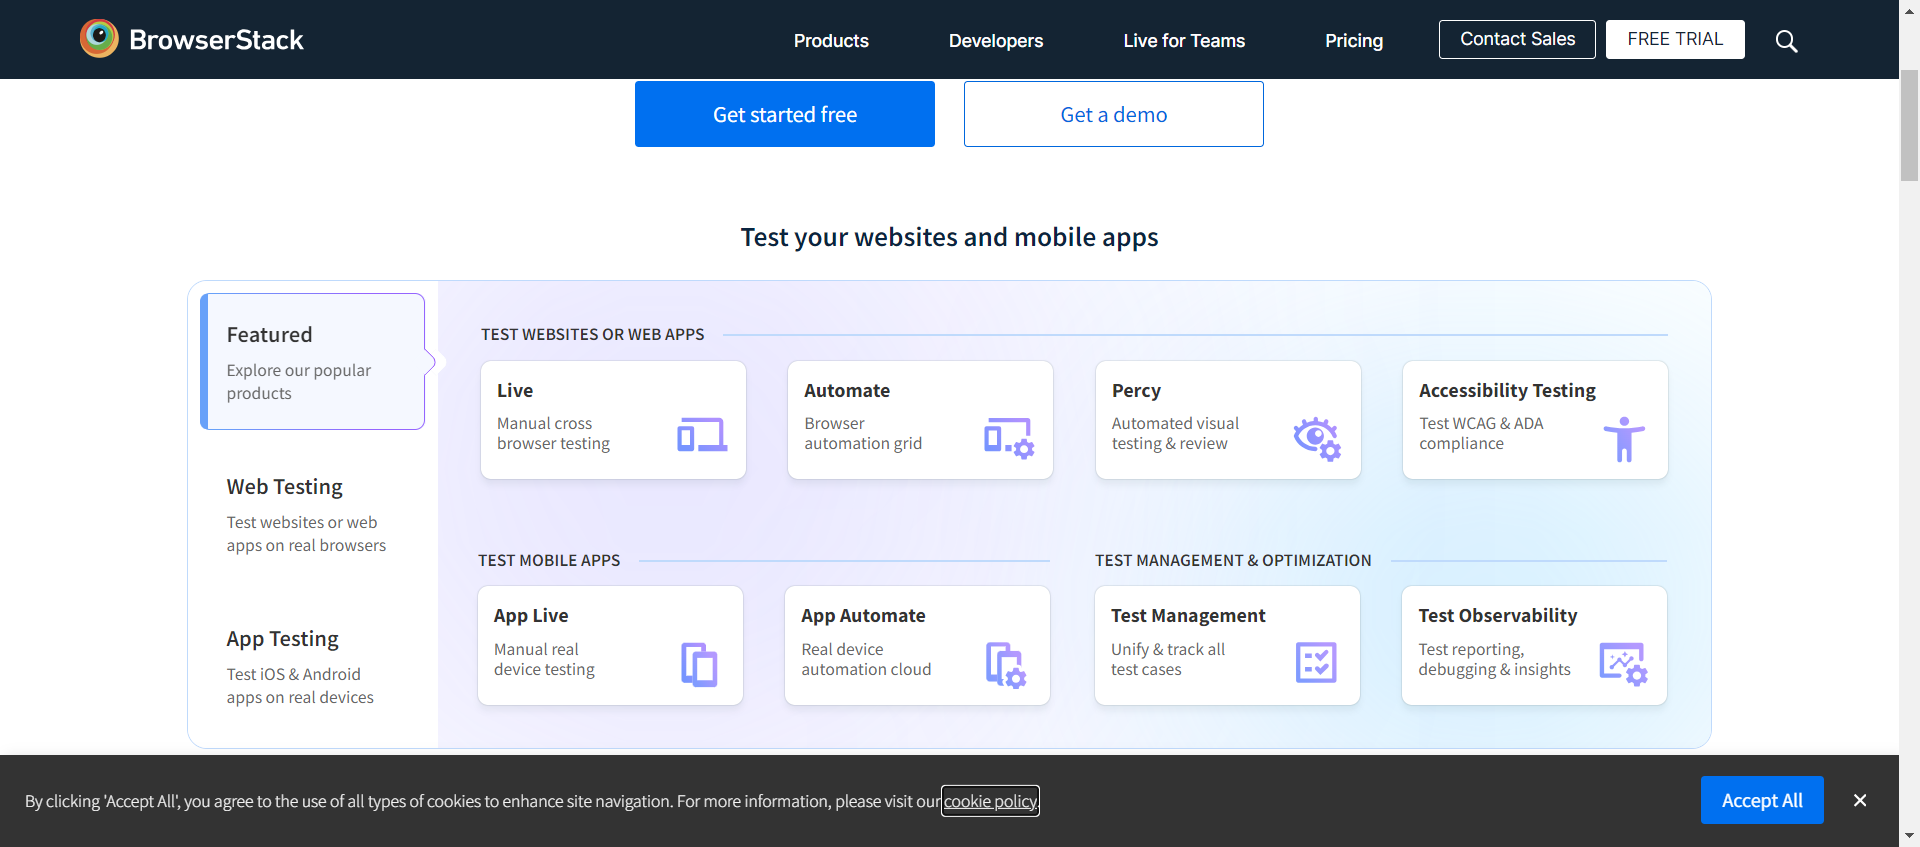 BrowserStack
Products
Developers
Live for Teams
Pricing
Contact Sales
FREE TRIAL
Get started free
Get a demo
Test your websites and mobile apps
Featured
Explore our popular
products
Web Testing
Test websites or web
apps on real browsers
App Testing
Test iOS & Android
apps on real devices
TEST WEBSITES OR WEB APPS
Live
Manual cross
browser testing
Automate
Browser
automation grid
Percy
Automated visual
testing & review
Accessibility Testing
Test WCAG & ADA
compliance
TEST MOBILE APPS
App Live
Manual real
device testing
App Automate
Real device
automation cloud
TEST MANAGEMENT & OPTIMIZATION
Test Management
Unify & track all
test cases
Test Observability
Test reporting,
debugging & insights
By clicking 'Accept All', you agree to the use of all types of cookies to enhance site navigation. For more information, please visit our cookie policy.
Accept All